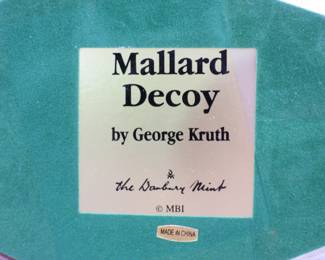 Mallard
Decoy
by George Kruth
the Danbury Mint
© MBI
MADE IN CHINA